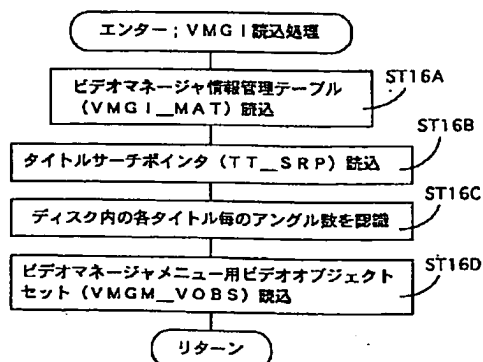 エンター；ＶＭＧＩ読込処理
ビデオマネージャ情報管理テーブル
（ＶＭＧＩ＿ＭＡＴ）読込
ST16A
タイトルサーチポインタ（ＴＴ＿ＳＲＰ）読込
ST16B
ディスク内の各タイトル毎のアングル数を認識
ST16C
ビデオマネージャメニュー用ビデオオブジェクト
セット（ＶＭＧＭ＿ＶＯＢＳ）読込
ST16D
リターン